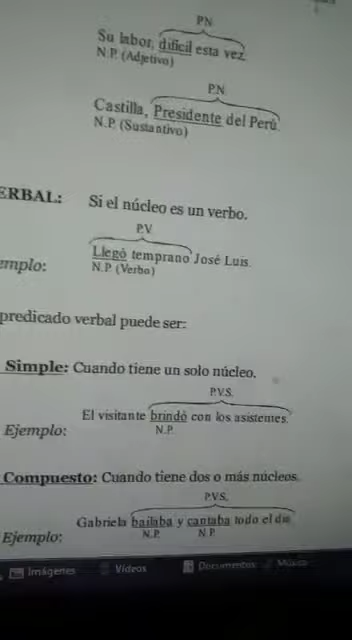 P.N.
Su labor, difícil esta vez.
N.P. (Adjetivo)
P.N.
Castilla, Presidente del Perú.
N.P. (Sustantivo)
ERBAL: Si el núcleo es un verbo.
P.V.
emplo: Llegó temprano José Luis.
N.P. (Verbo)
predicado verbal puede ser:
Simple: Cuando tiene un solo núcleo.
P.V.S.
Ejemplo: El visitante brindó con los asistentes.
N.P.
Compuesto: Cuando tiene dos o más núcleos.
P.V.S.
Ejemplo: Gabriela bailaba y cantaba todo el día.
N.P. N.P.
Imágenes Vídeos Documentos Música